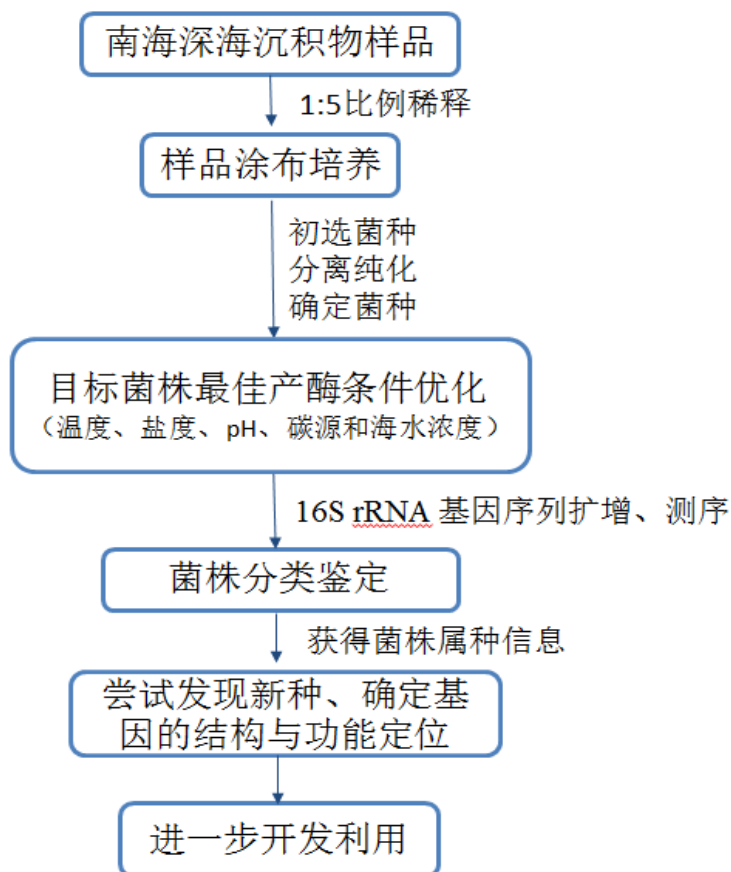 南海深海沉积物样品
1:5比例稀释
样品涂布培养
初选菌种
分离纯化
确定菌种
目标菌株最佳产酶条件优化
（温度、盐度、pH、碳源和海水浓度）
16S rRNA 基因序列扩增、测序
菌株分类鉴定
获得菌株属种信息
尝试发现新种、确定基
因的结构与功能定位
进一步开发利用